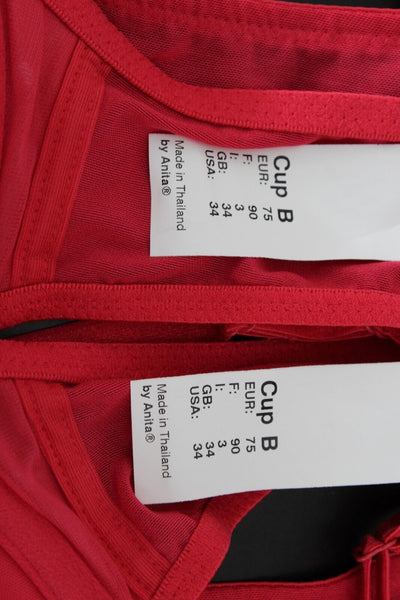 Cup B
EUR: 75
F: 90
I: 3
GB: 34
USA: 34
Made in Thailand
by Anita®
Cup B
EUR: 75
F: 90
I: 3
GB: 34
USA: 34
Made in Thailand
by Anita®